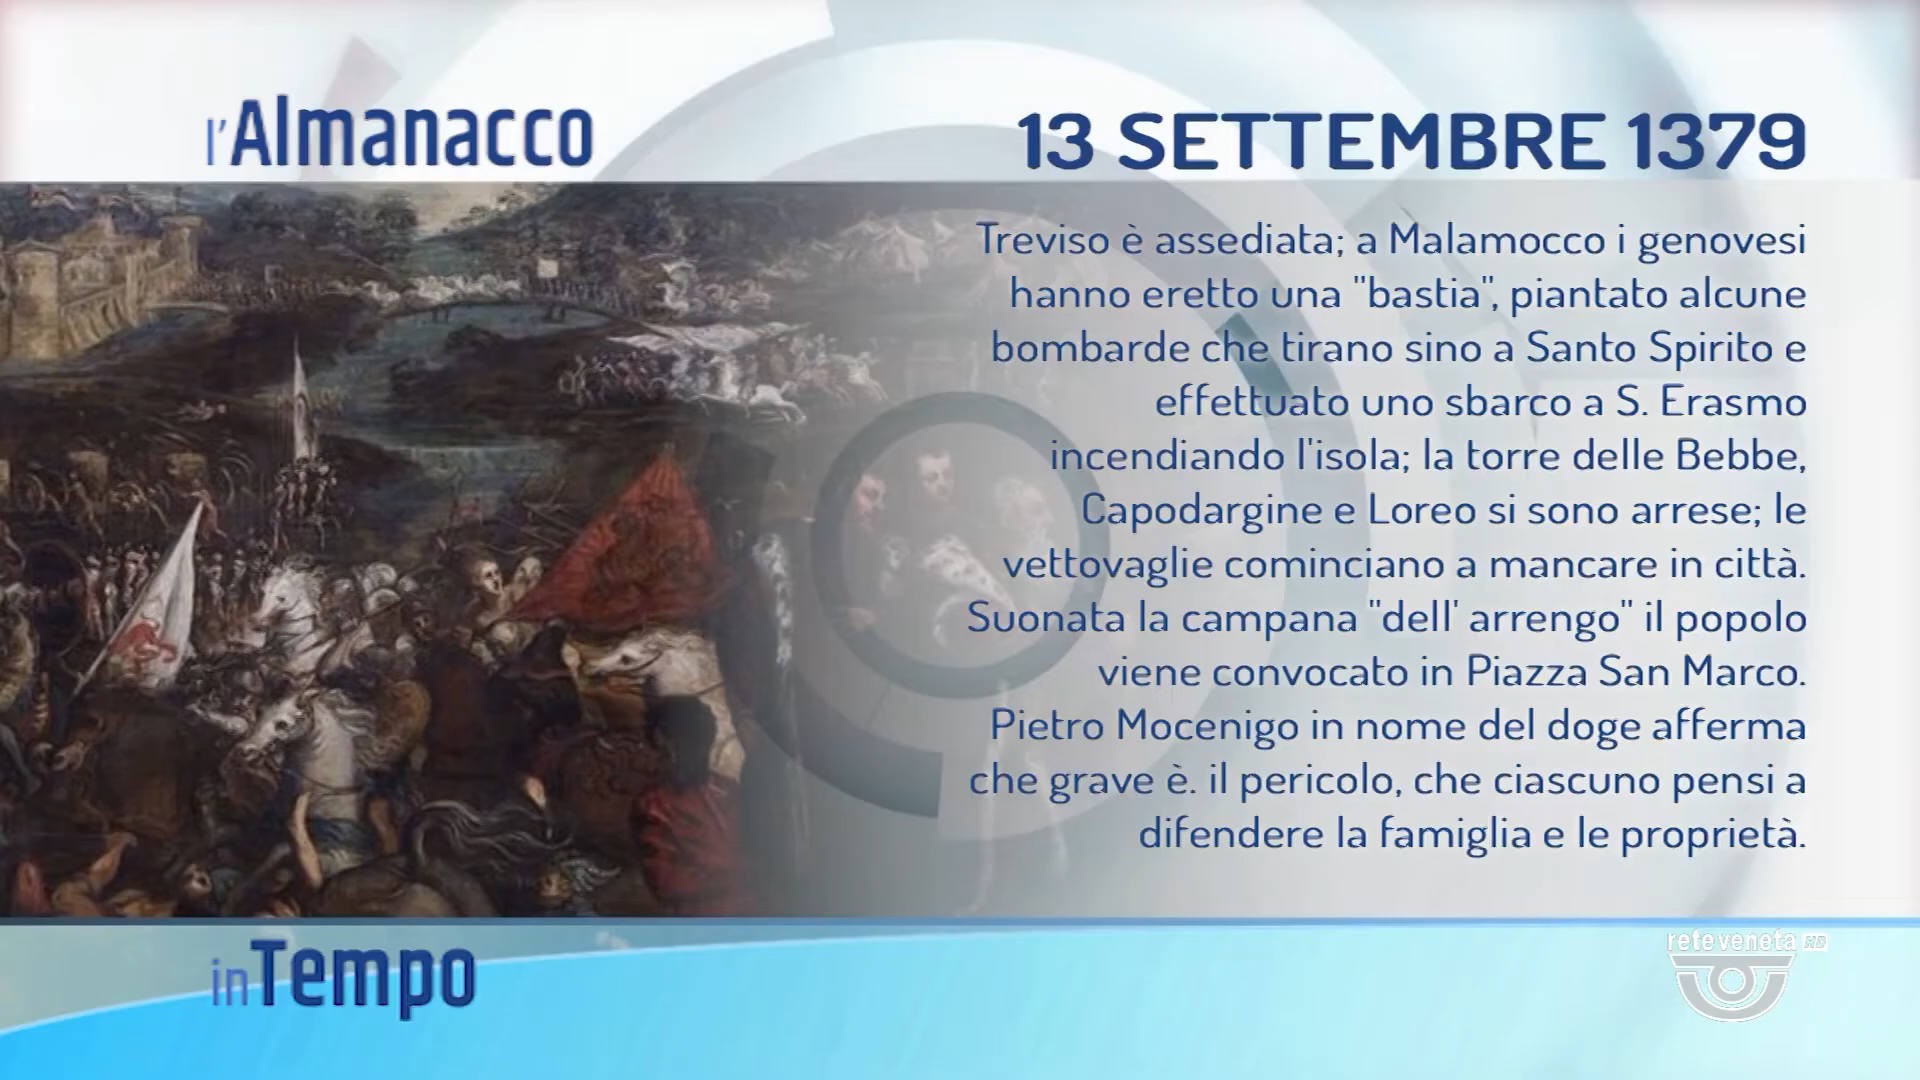 l'Almanacco
13 SETTEMBRE 1379
Treviso è assediata; a Malamocco i genovesi
hanno eretto una "bastia", piantato alcune
bombarde che tirano sino a Santo Spirito e
effettuato uno sbarco a S. Erasmo
incendiando l'isola; la torre delle Bebbe,
Capodargine e Loreo si sono arrese; le
vettovaglie cominciano a mancare in città.
Suonata la campana "dell' arrengo" il popolo
viene convocato in Piazza San Marco.
Pietro Mocenigo in nome del doge afferma
che grave è. il pericolo, che ciascuno pensi a
difendere la famiglia e le proprietà.
inTempo
reteveneta HD